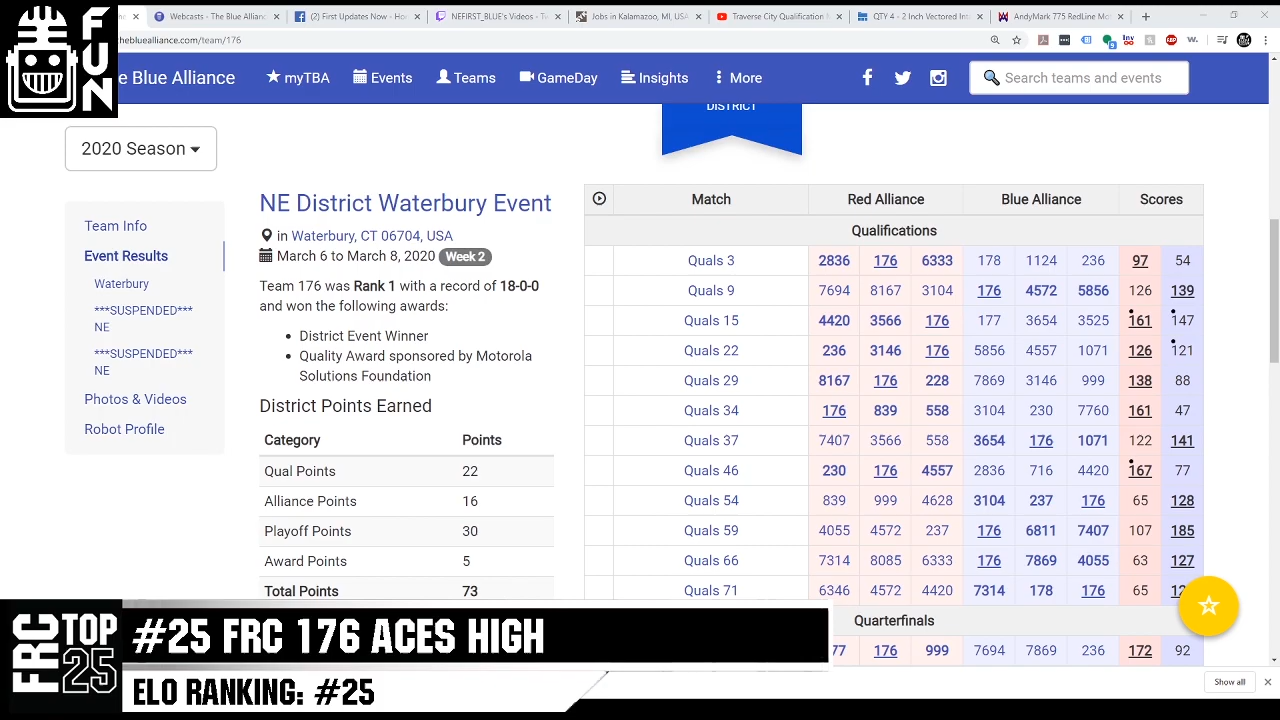 Webcasts - The Blue Alliance
(2) First Updates Now - Ho
NEFIRST_BLUE's Videos - Tw
Jobs in Kalamazoo, MI, USA
Traverse City Qualification
QTY 4 - 2 Inch Vectored Int
AndyMark 775 RedLine Mot
hebluealliance.com/team/176
FUN
e Blue Alliance
myTBA
Events
Teams
GameDay
Insights
More
Search teams and events
DISTRICT
2020 Season
Team Info
Event Results
Waterbury
***SUSPENDED***
NE
***SUSPENDED***
NE
Photos & Videos
Robot Profile
NE District Waterbury Event
in Waterbury, CT 06704, USA
March 6 to March 8, 2020 Week 2
Team 176 was Rank 1 with a record of 18-0-0
and won the following awards:
District Event Winner
Quality Award sponsored by Motorola
Solutions Foundation
District Points Earned
Category Points
Qual Points 22
Alliance Points 16
Playoff Points 30
Award Points 5
Total Points 73
Match Red Alliance Blue Alliance Scores
Qualifications
Quals 3 2836 176 6333 178 1124 236 97 54
Quals 9 7694 8167 3104 176 4572 5856 126 139
Quals 15 4420 3566 176 177 3654 3525 161 147
Quals 22 236 3146 176 5856 4557 1071 126 121
Quals 29 8167 176 228 7869 3146 999 138 88
Quals 34 176 839 558 3104 230 7760 161 47
Quals 37 7407 3566 558 3654 176 1071 122 141
Quals 46 230 176 4557 2836 716 4420 167 77
Quals 54 839 999 4628 3104 237 176 65 128
Quals 59 4055 4572 237 176 6811 7407 107 185
Quals 66 7314 8085 6333 176 7869 4055 63 127
Quals 71 6346 4572 4420 7314 178 176 65
Quarterfinals
77 176 999 7694 7869 236 172 92
FRC TOP 25
#25 FRC 176 ACES HIGH
ELO RANKING: #25
Show all